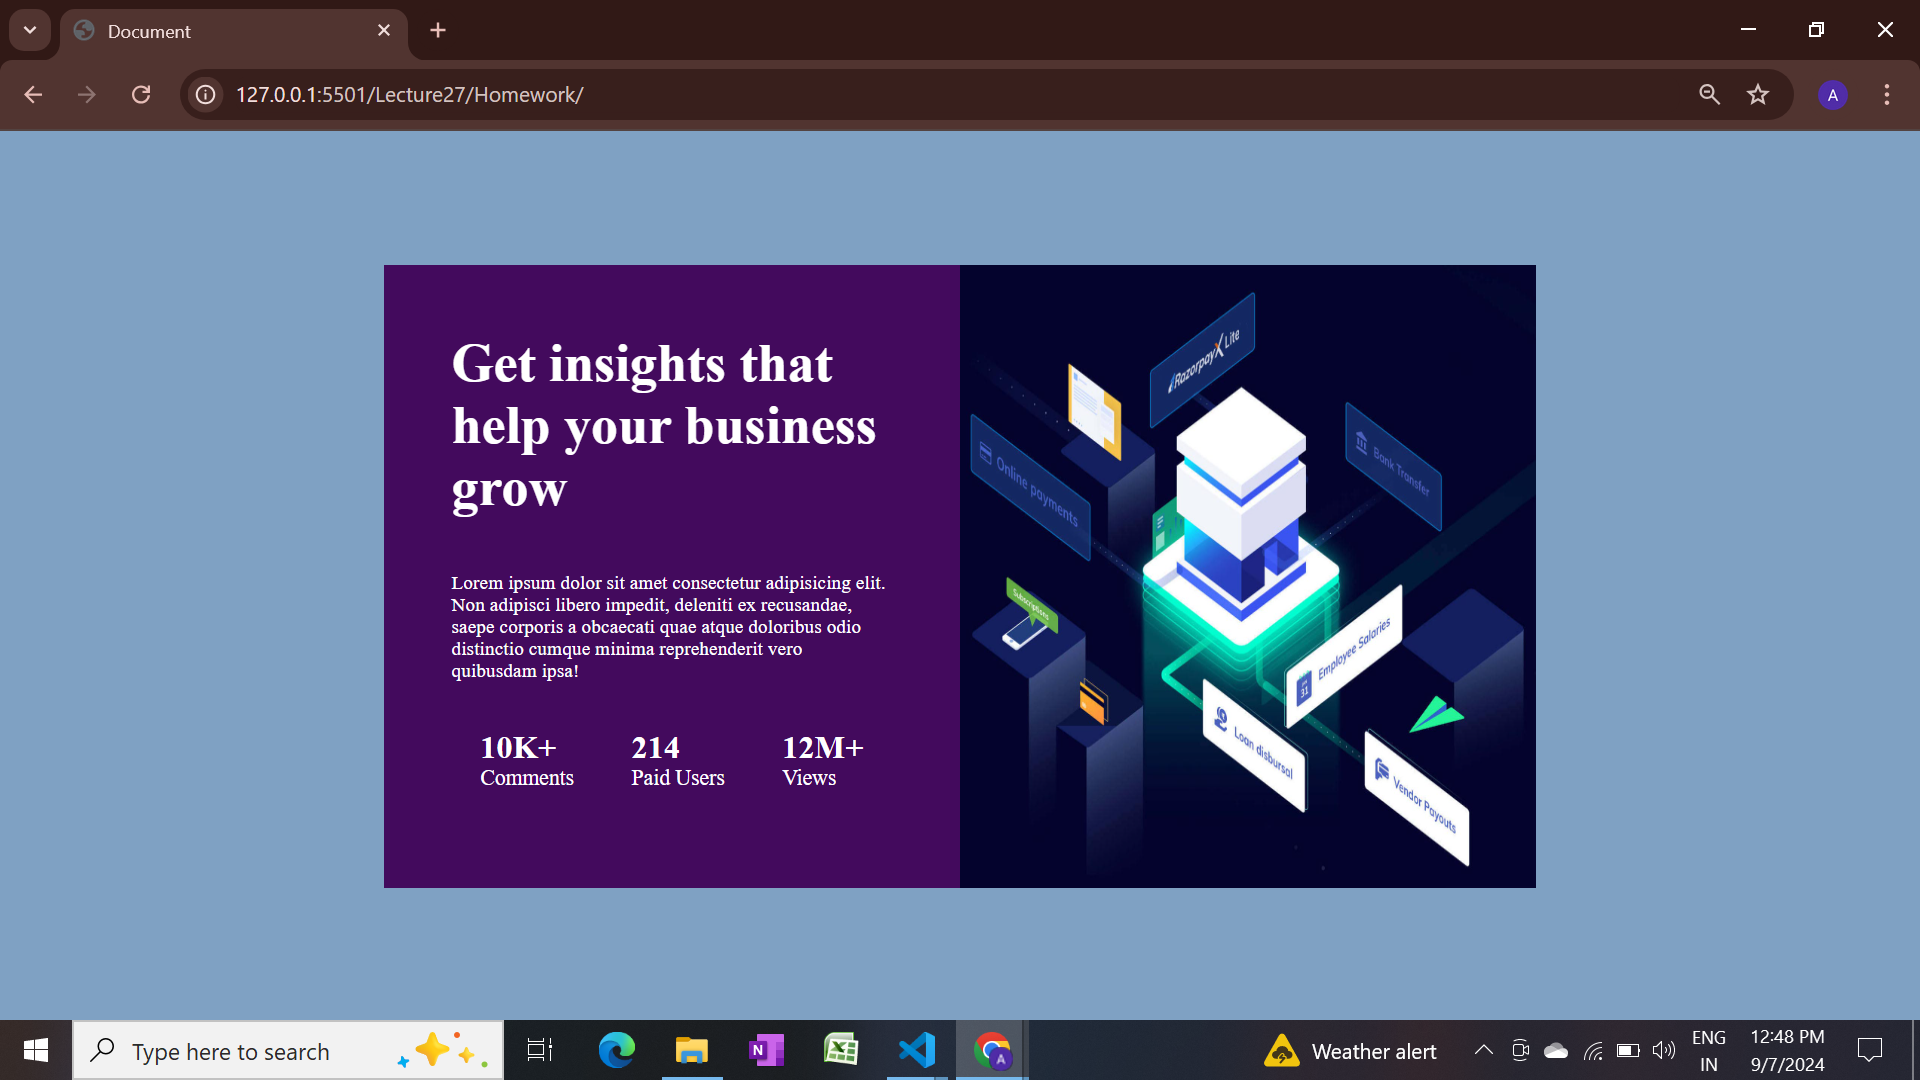 Document
127.0.0.1:5501/Lecture27/Homework/
A
Get insights that
help your business
grow
Lorem ipsum dolor sit amet consectetur adipisicing elit.
Non adipisci libero impedit, deleniti ex recusandae,
saepe corporis a obcaecati quae atque doloribus odio
distinctio cumque minima reprehenderit vero
quibusdam ipsa!
10K+ 214 12M+
Comments Paid Users Views
RazorpayX Lite
Online payments
Bank Transfer
Subscriptions
Employee Salaries
31
Loan disbursal
Vendor Payouts
Type here to search
N
A
Weather alert
ENG
IN
12:48 PM
9/7/2024